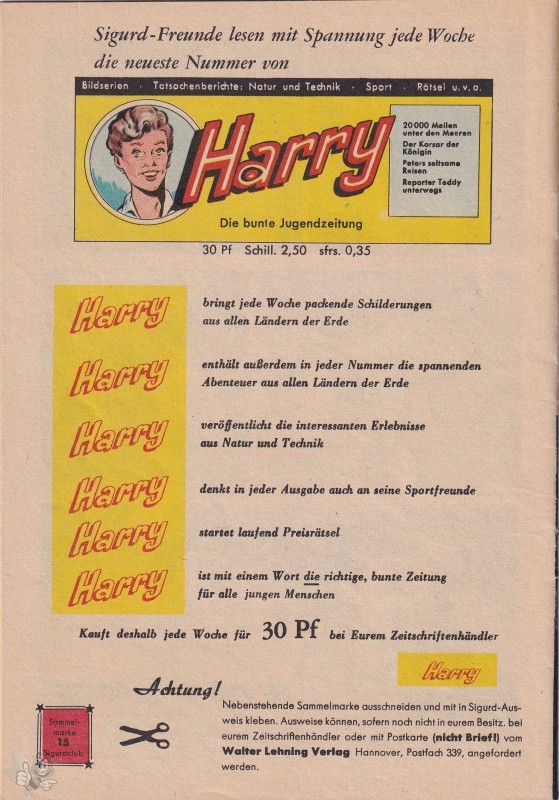 Sigurd-Freunde lesen mit Spannung jede Woche
die neueste Nummer von
Bildserien · Tatsachenberichte: Natur und Technik · Sport · Rätsel u.v.a.
Harry
20000 Meilen
unter den Meeren
Der Korsar der
Königin
Peters seltsame
Reisen
Reporter Teddy
unterwegs
Die bunte Jugendzeitung
30 Pf Schill. 2,50 sfrs. 0,35
Harry
bringt jede Woche packende Schilderungen
aus allen Ländern der Erde
Harry
enthält außerdem in jeder Nummer die spannenden
Abenteuer aus allen Ländern der Erde
Harry
veröffentlicht die interessanten Erlebnisse
aus Natur und Technik
Harry
denkt in jeder Ausgabe auch an seine Sportfreunde
Harry
startet laufend Preisrätsel
Harry
ist mit einem Wort die richtige, bunte Zeitung
für alle jungen Menschen
Kauft deshalb jede Woche für 30 Pf bei Eurem Zeitschriftenhändler
Harry
Achtung!
Nebenstehende Sammelmarke ausschneiden und mit in Sigurd-Aus-
weis kleben. Ausweise können, sofern noch nicht in eurem Besitz. bei
eurem Zeitschriftenhändler oder mit Postkarte (nicht Brief!) vom
Walter Lehning Verlag Hannover, Postfach 339, angefordert
werden.
Sammel-
marke
15
Sigurdclub